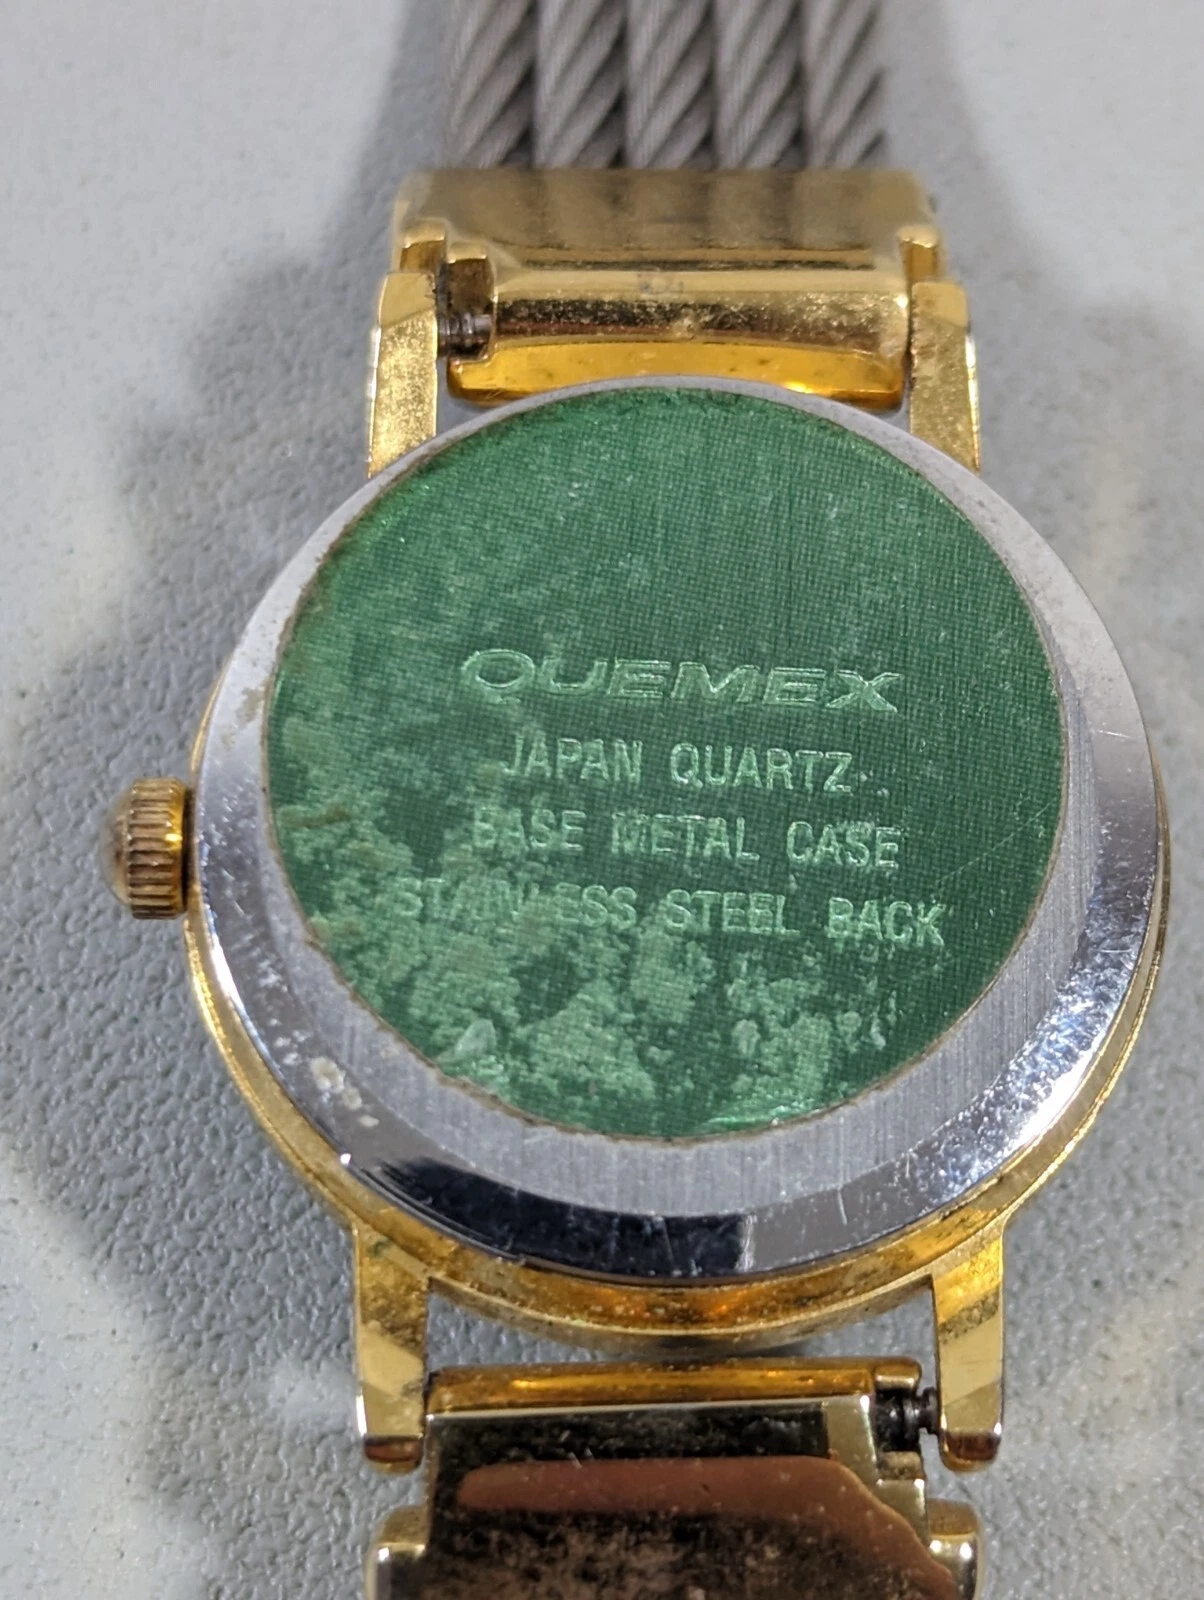 QUEMEX
JAPAN QUARTZ
BASE METAL CASE
STAINLESS STEEL BACK